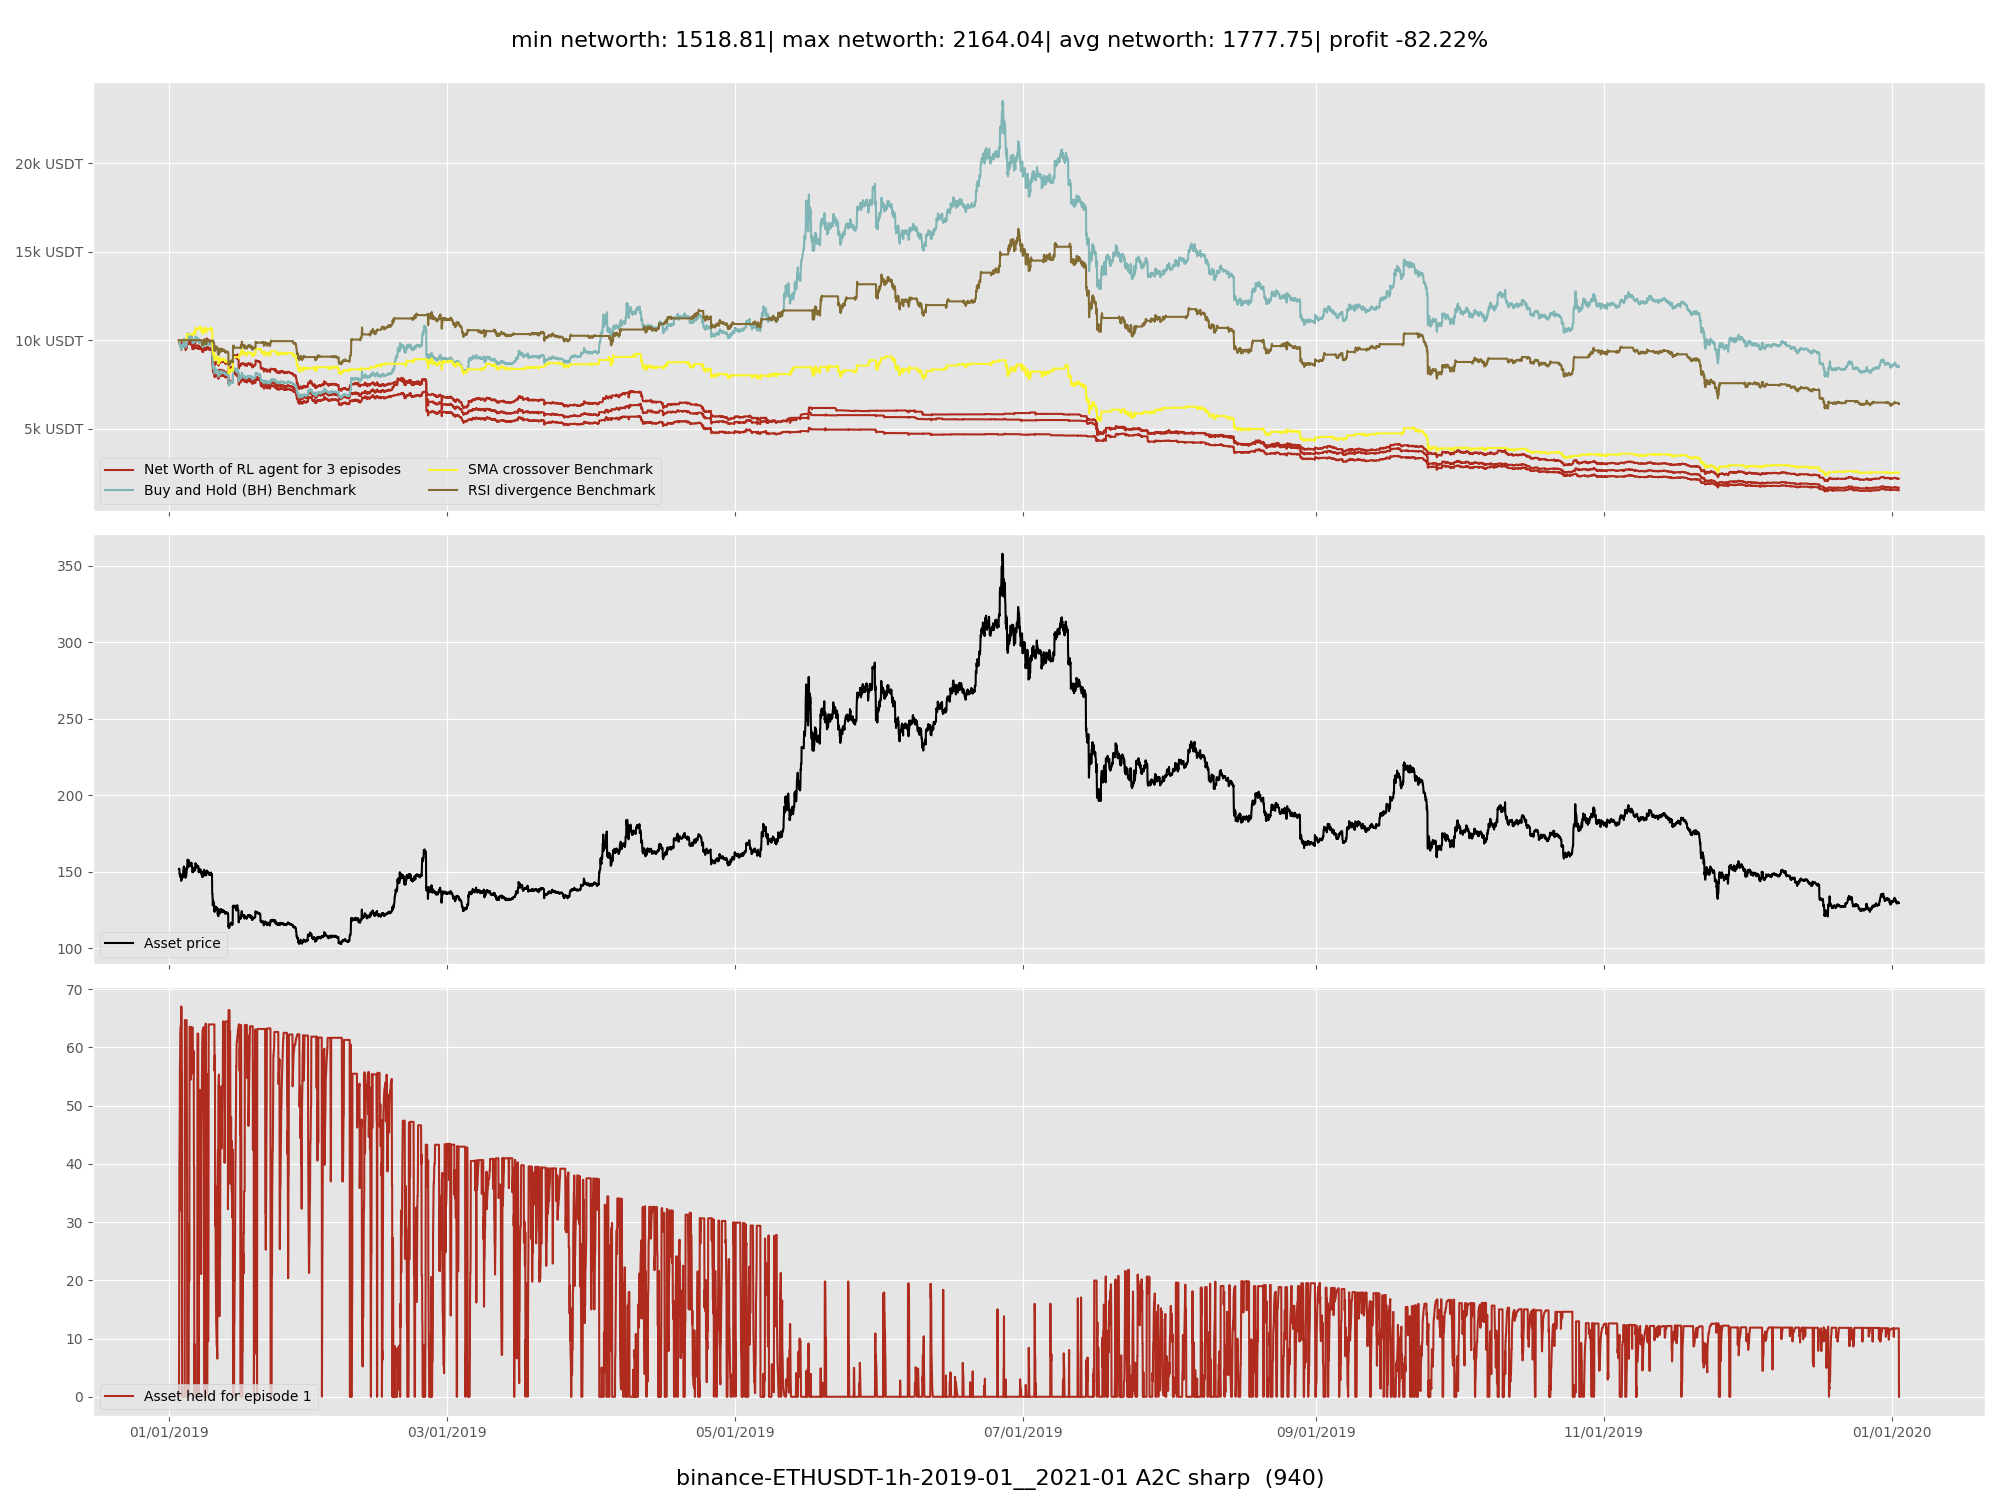 min networth: 1518.81| max networth: 2164.04| avg networth: 1777.75| profit -82.22%
20k USDT
15k USDT
10k USDT
5k USDT
Net Worth of RL agent for 3 episodes
Buy and Hold (BH) Benchmark
SMA crossover Benchmark
RSI divergence Benchmark
350
300
250
200
150
100
Asset price
70
60
50
40
30
20
10
0
Asset held for episode 1
01/01/2019 03/01/2019 05/01/2019 07/01/2019 09/01/2019 11/01/2019 01/01/2020
binance-ETHUSDT-1h-2019-01__2021-01 A2C sharp  (940)